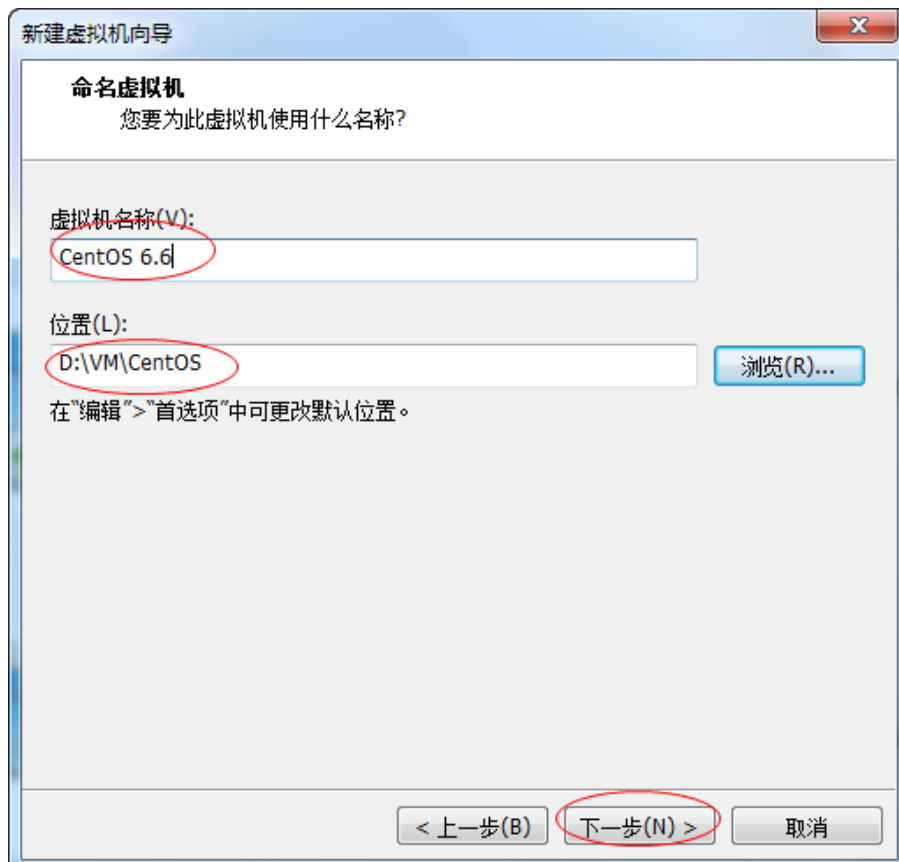 新建虚拟机向导
命名虚拟机
您要为此虚拟机使用什么名称?
虚拟机名称(V):
CentOS 6.6
位置(L):
D:\VM\CentOS
浏览(R)...
在"编辑">"首选项"中可更改默认位置。
< 上一步(B)
下一步(N) >
取消